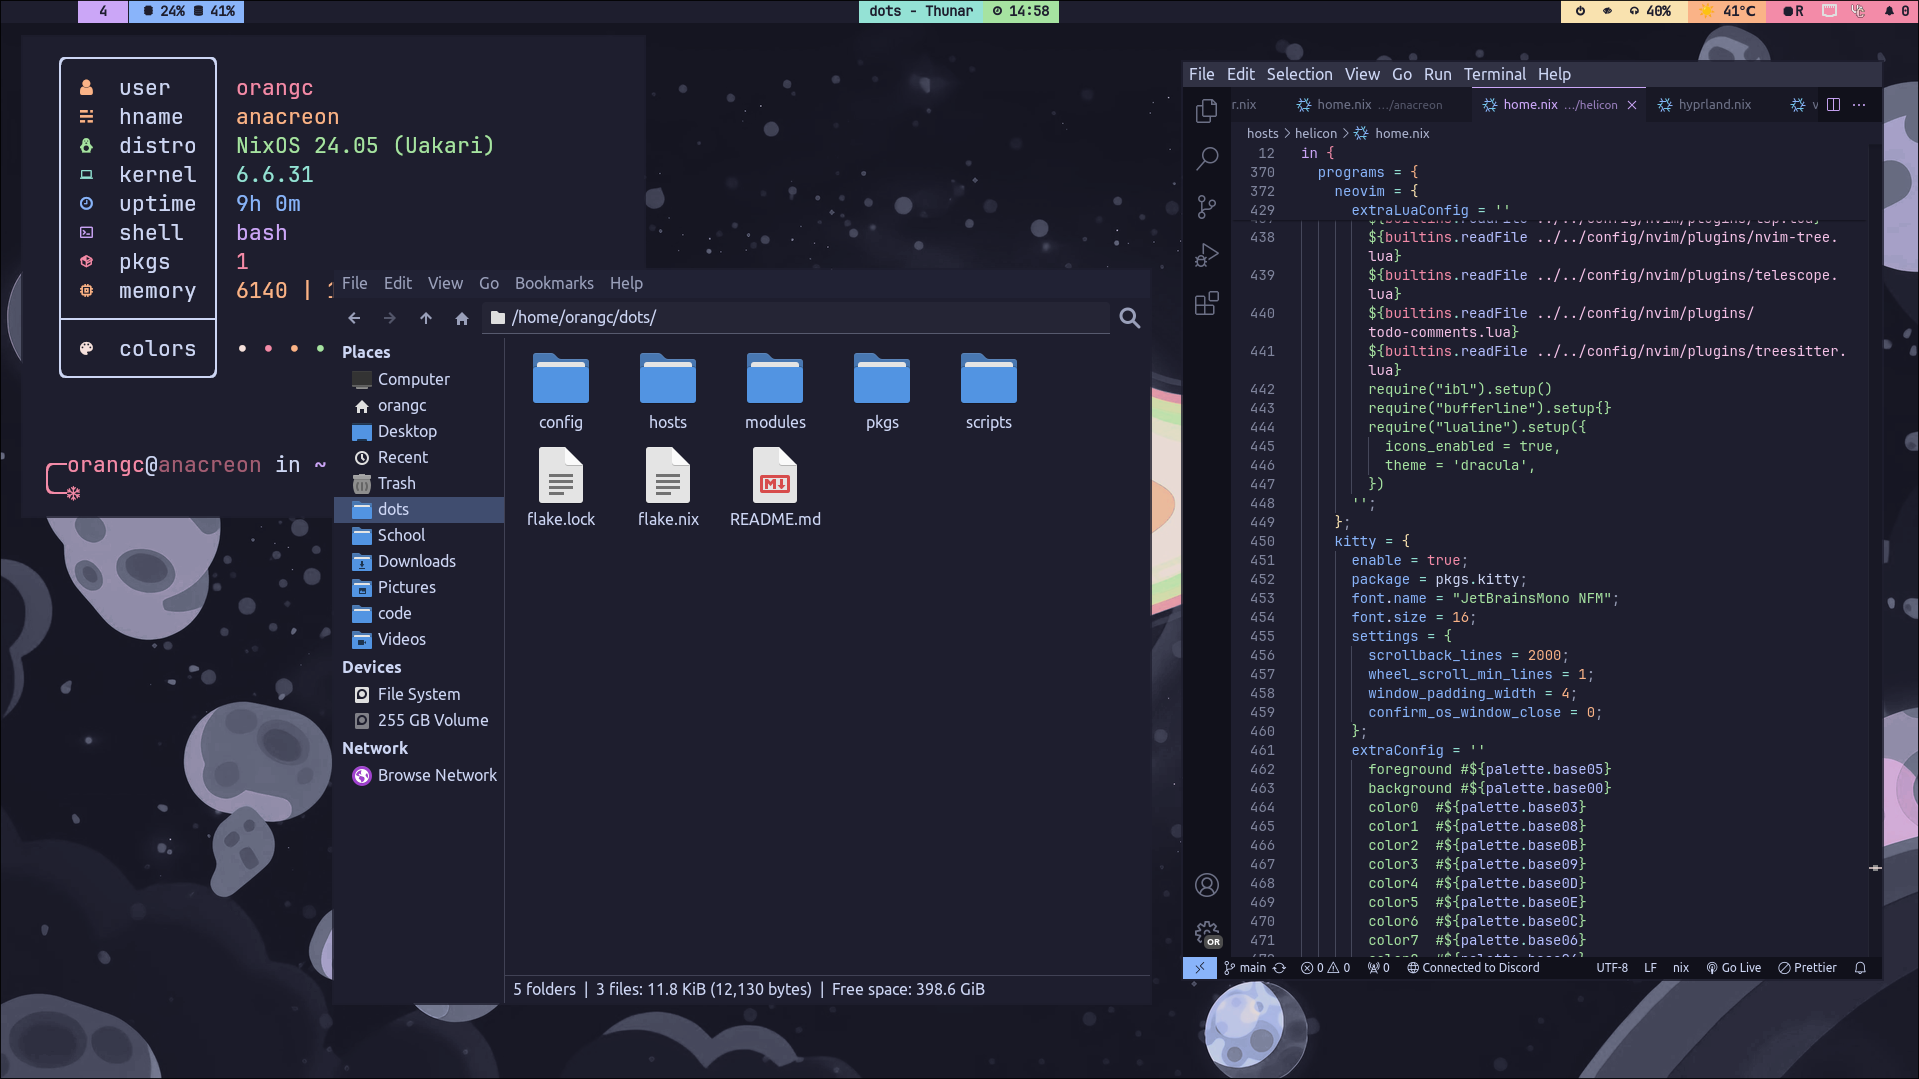 4
24% 41%
dots - Thunar 14:58
40% 41°C R 0
user orangc
hname anacreon
distro NixOS 24.05 (Uakari)
kernel 6.6.31
uptime 9h 0m
shell bash
pkgs 1
memory 6140 |
colors
orangc@anacreon in ~
File Edit View Go Bookmarks Help
/home/orangc/dots/
Places
Computer
orangc
Desktop
Recent
Trash
dots
School
Downloads
Pictures
code
Videos
Devices
File System
255 GB Volume
Network
Browse Network
config hosts modules pkgs scripts
flake.lock flake.nix README.md
5 folders | 3 files: 11.8 KiB (12,130 bytes) | Free space: 398.6 GiB
File Edit Selection View Go Run Terminal Help
r.nix home.nix .../anacreon home.nix .../helicon hyprland.nix
hosts > helicon > home.nix
12 in {
370 programs = {
372 neovim = {
429 extraLuaConfig = ''
438 ${builtins.readFile ../../config/nvim/plugins/nvim-tree.
lua}
439 ${builtins.readFile ../../config/nvim/plugins/telescope.
lua}
440 ${builtins.readFile ../../config/nvim/plugins/
todo-comments.lua}
441 ${builtins.readFile ../../config/nvim/plugins/treesitter.
lua}
442 require("ibl").setup()
443 require("bufferline").setup{}
444 require("lualine").setup({
445 icons_enabled = true,
446 theme = 'dracula',
447 })
448 '';
449 };
450 kitty = {
451 enable = true;
452 package = pkgs.kitty;
453 font.name = "JetBrainsMono NFM";
454 font.size = 16;
455 settings = {
456 scrollback_lines = 2000;
457 wheel_scroll_min_lines = 1;
458 window_padding_width = 4;
459 confirm_os_window_close = 0;
460 };
461 extraConfig = ''
462 foreground #${palette.base05}
463 background #${palette.base00}
464 color0 #${palette.base03}
465 color1 #${palette.base08}
466 color2 #${palette.base0B}
467 color3 #${palette.base09}
468 color4 #${palette.base0D}
469 color5 #${palette.base0E}
470 color6 #${palette.base0C}
471 color7 #${palette.base06}
OR
main 0 0 0 Connected to Discord UTF-8 LF nix Go Live Prettier